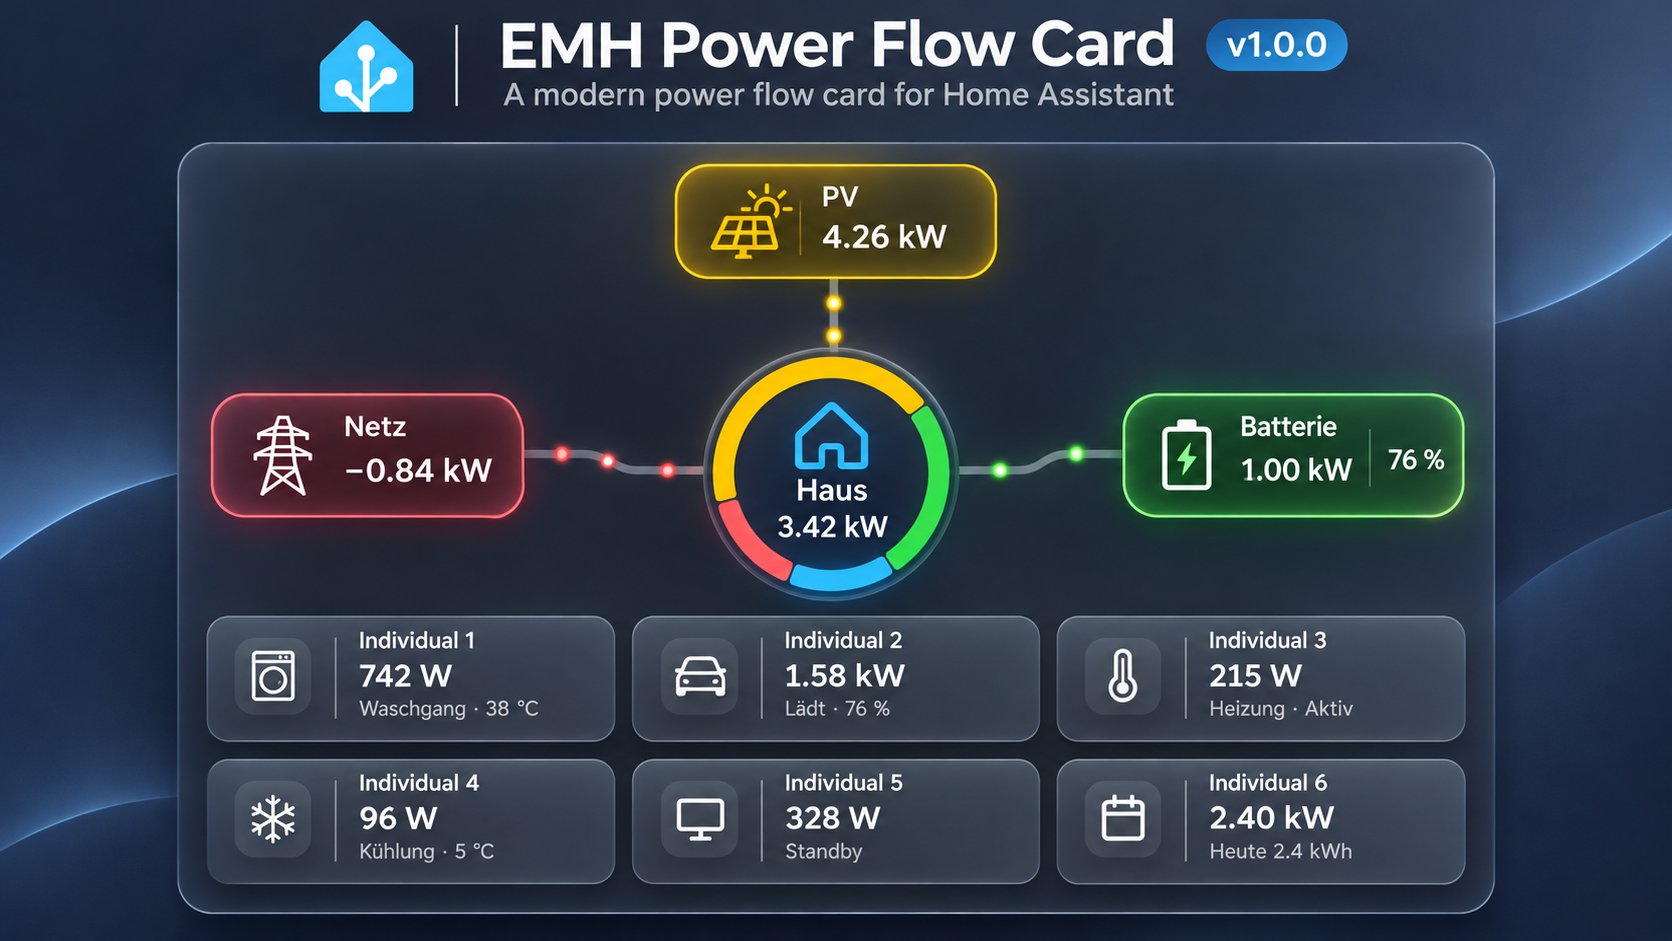 EMH Power Flow Card
v1.0.0
A modern power flow card for Home Assistant
PV
4.26 kW
Netz
−0.84 kW
Haus
3.42 kW
Batterie
1.00 kW
76 %
Individual 1
742 W
Waschgang · 38 °C
Individual 2
1.58 kW
Lädt · 76 %
Individual 3
215 W
Heizung · Aktiv
Individual 4
96 W
Kühlung · 5 °C
Individual 5
328 W
Standby
Individual 6
2.40 kW
Heute 2.4 kWh